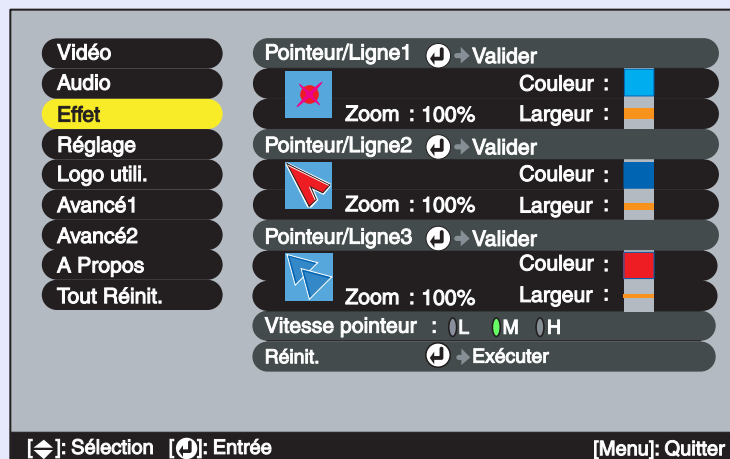 Vidéo
Audio
Effet
Réglage
Logo utili.
Avancé1
Avancé2
A Propos
Tout Réinit.
Pointeur/Ligne1 Valider
Couleur :
Zoom : 100% Largeur :
Pointeur/Ligne2 Valider
Couleur :
Zoom : 100% Largeur :
Pointeur/Ligne3 Valider
Couleur :
Zoom : 100% Largeur :
Vitesse pointeur : L M H
Réinit. Exécuter
[]: Sélection []: Entrée [Menu]: Quitter